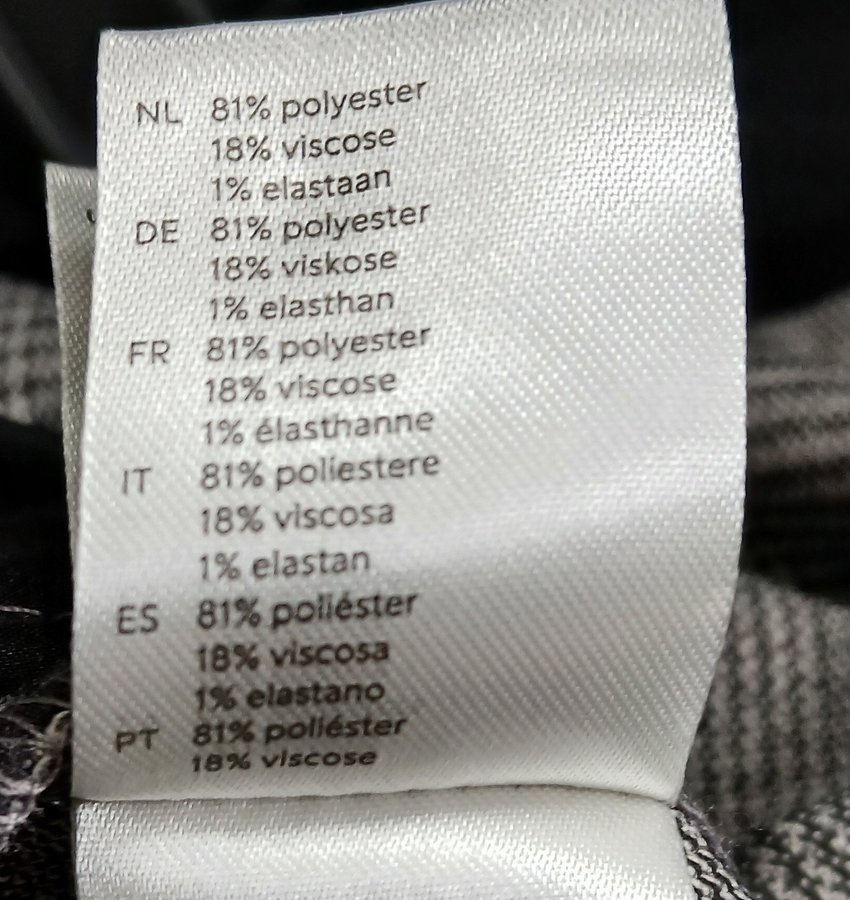 NL 81% polyester
18% viscose
1% elastaan
DE 81% polyester
18% viskose
1% elasthan
FR 81% polyester
18% viscose
1% élasthanne
IT 81% poliestere
18% viscosa
1% elastan
ES 81% poliéster
18% viscosa
1% elastano
PT 81% poliéster
18% viscose